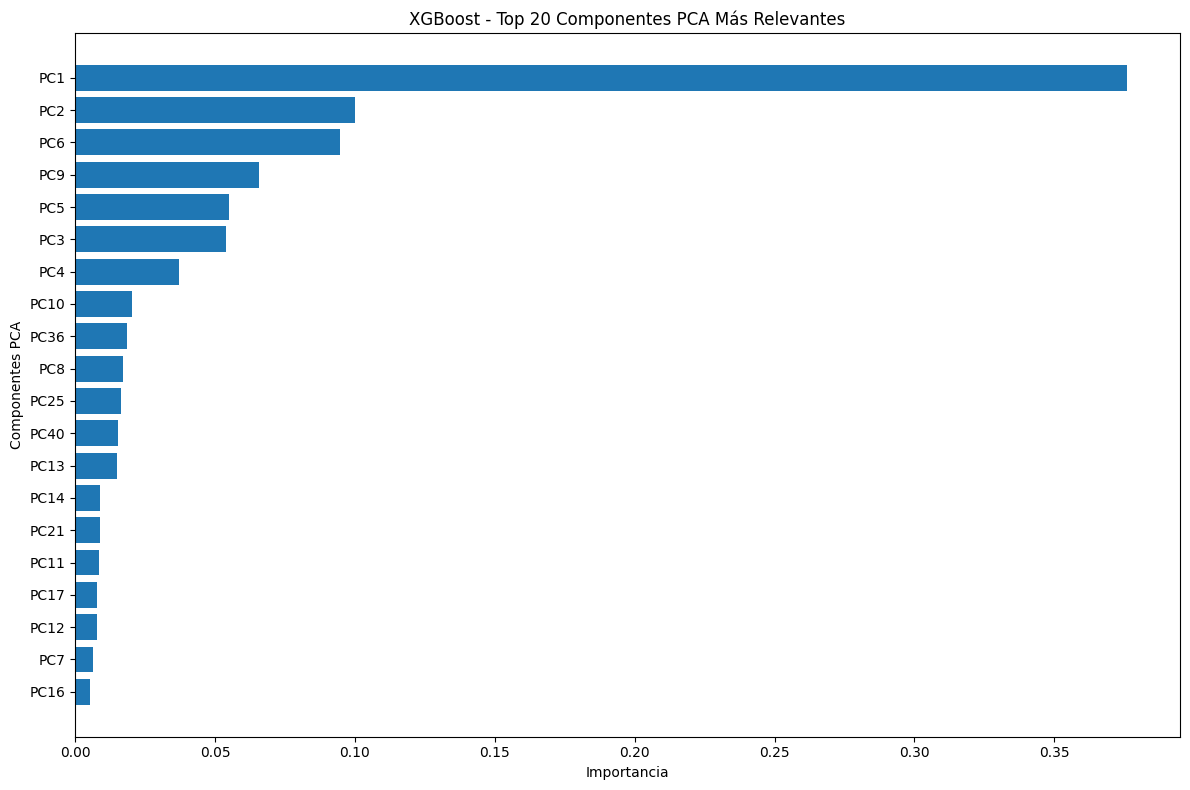 XGBoost - Top 20 Componentes PCA Más Relevantes
Componentes PCA
PC1
PC2
PC6
PC9
PC5
PC3
PC4
PC10
PC36
PC8
PC25
PC40
PC13
PC14
PC21
PC11
PC17
PC12
PC7
PC16
0.00 0.05 0.10 0.15 0.20 0.25 0.30 0.35
Importancia